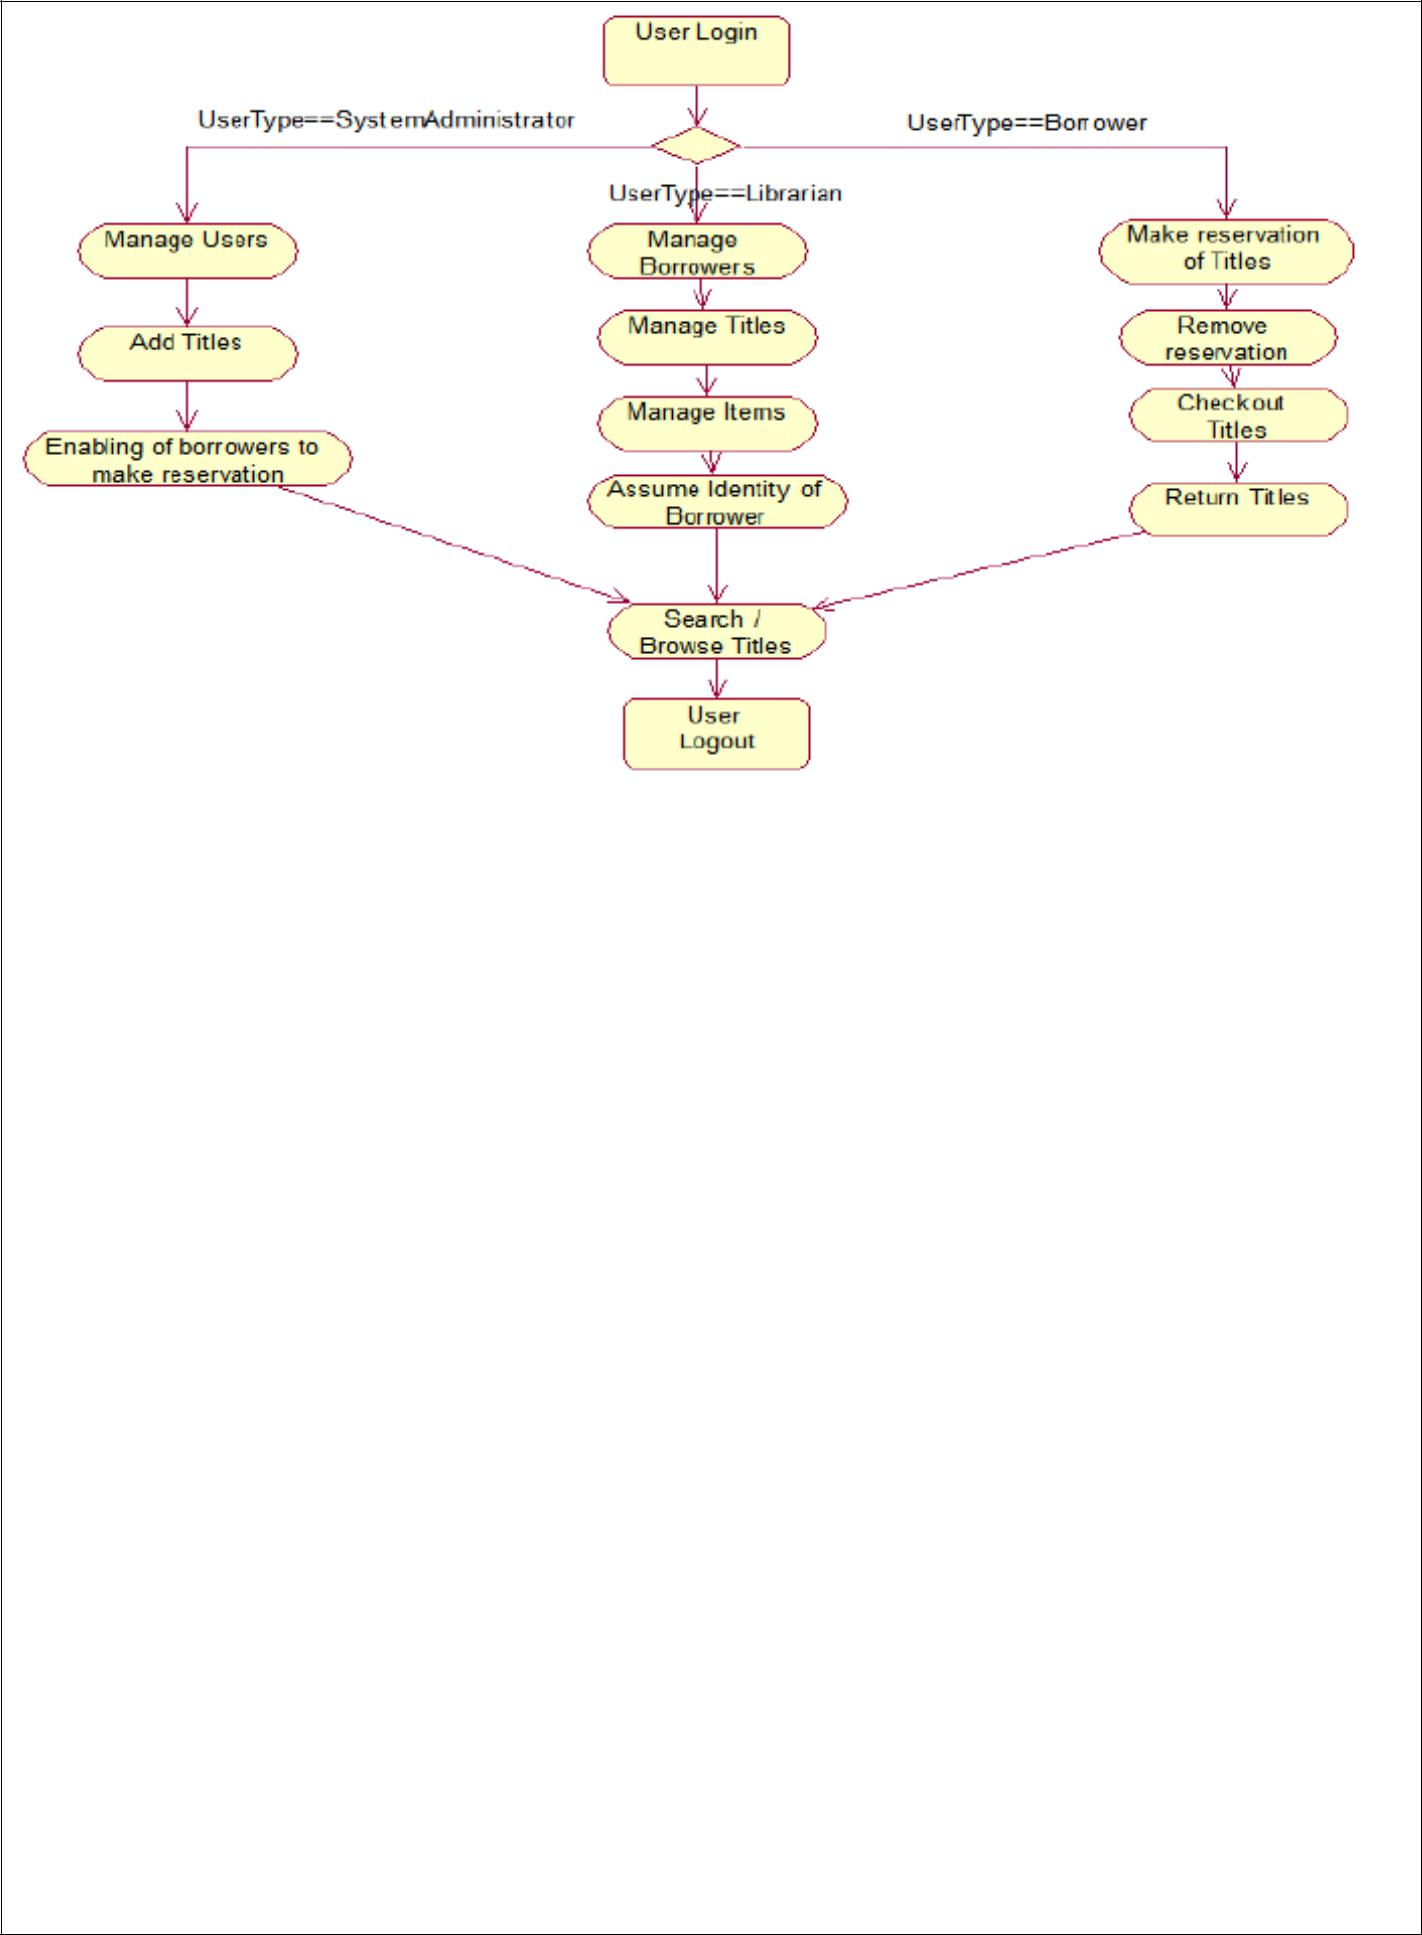 User Login
UserType==SystemAdministrator
UserType==Borrower
UserType==Librarian
Manage Users
Manage
Borrowers
Make reservation
of Titles
Add Titles
Manage Titles
Remove
reservation
Manage Items
Checkout
Titles
Enabling of borrowers to
make reservation
Assume Identity of
Borrower
Return Titles
Search /
Browse Titles
User
Logout